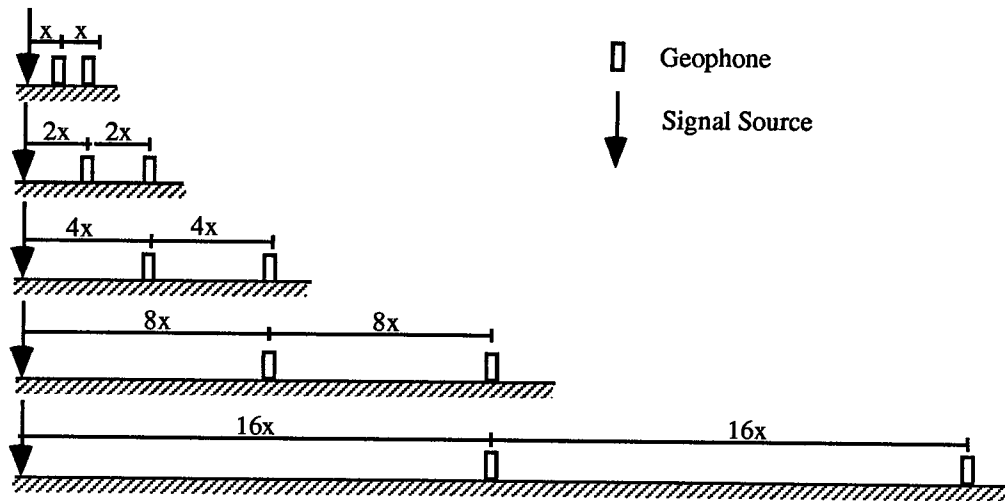 x x
Geophone
Signal Source
2x 2x
4x 4x
8x 8x
16x 16x